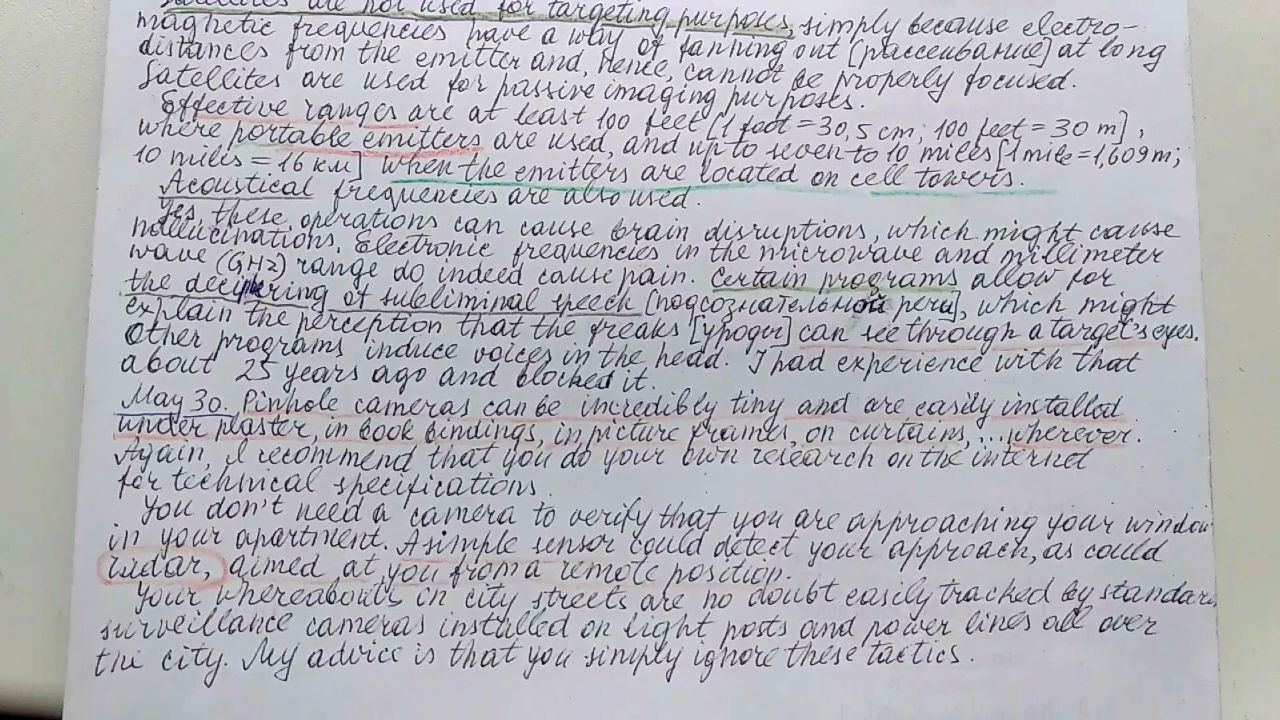 Satellites are not used for targeting purposes, simply because electro-
magnetic frequencies have a way of fanning out [рассеивание] at long
distances from the emitter and, hence, cannot be properly focused.
Satellites are used for passive imaging purposes.
Effective ranges are at least 100 feet [1 foot = 30,5 cm; 100 feet = 30 m],
where portable emitters are used, and up to seven to 10 miles [1 mile = 1,609 m;
10 miles = 16 км] when the emitters are located on cell towers.
Acoustical frequencies are also used.
Yes, these operations can cause brain disruptions, which might cause
hallucinations. Electronic frequencies in the microwave and millimeter
wave (GHz) range do indeed cause pain. Certain programs allow for
the deciphering of subliminal speech [подсознательной речи], which might
explain the perception that the freaks [уроды] can see through a target's eyes.
Other programs induce voices in the head. I had experience with that
about 25 years ago and blocked it.
May 30. Pinhole cameras can be incredibly tiny and are easily installed
under plaster, in book bindings, in picture frames, on curtains, ... wherever.
Again, I recommend that you do your own research on the internet
for technical specifications.
You don't need a camera to verify that you are approaching your window
in your apartment. A simple sensor could detect your approach, as could
radar, aimed at you from a remote position.
Your whereabouts in city streets are no doubt easily tracked by standard
surveillance cameras installed on light posts and power lines all over
the city. My advice is that you simply ignore these tactics.